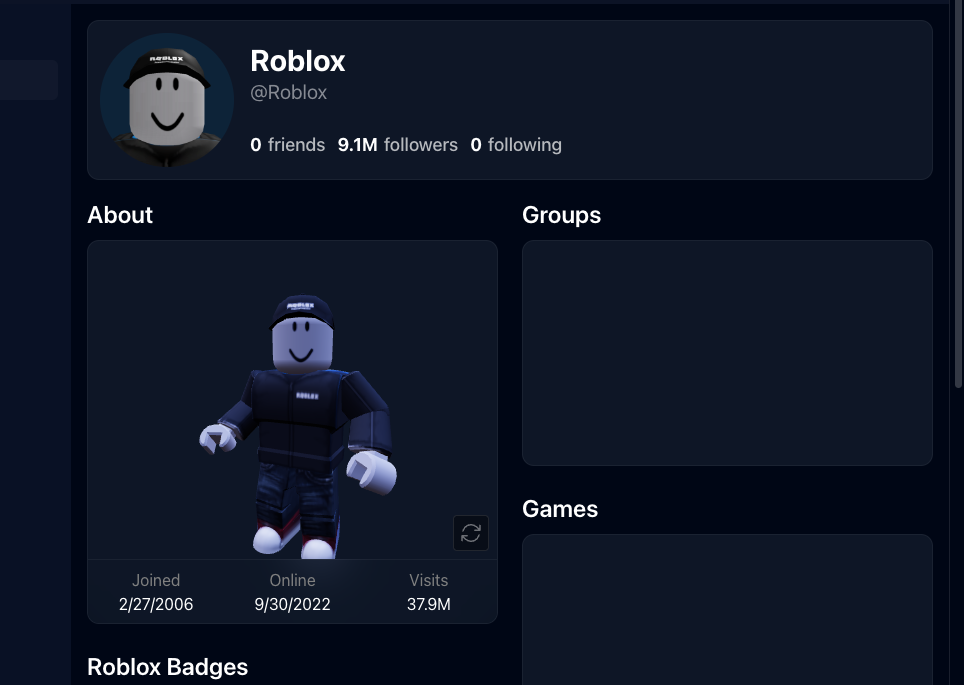 ROBLOX
Roblox
@Roblox
0 friends 9.1M followers 0 following
About
Groups
ROBLOX
ROBLOX
Games
Joined Online Visits
2/27/2006 9/30/2022 37.9M
Roblox Badges